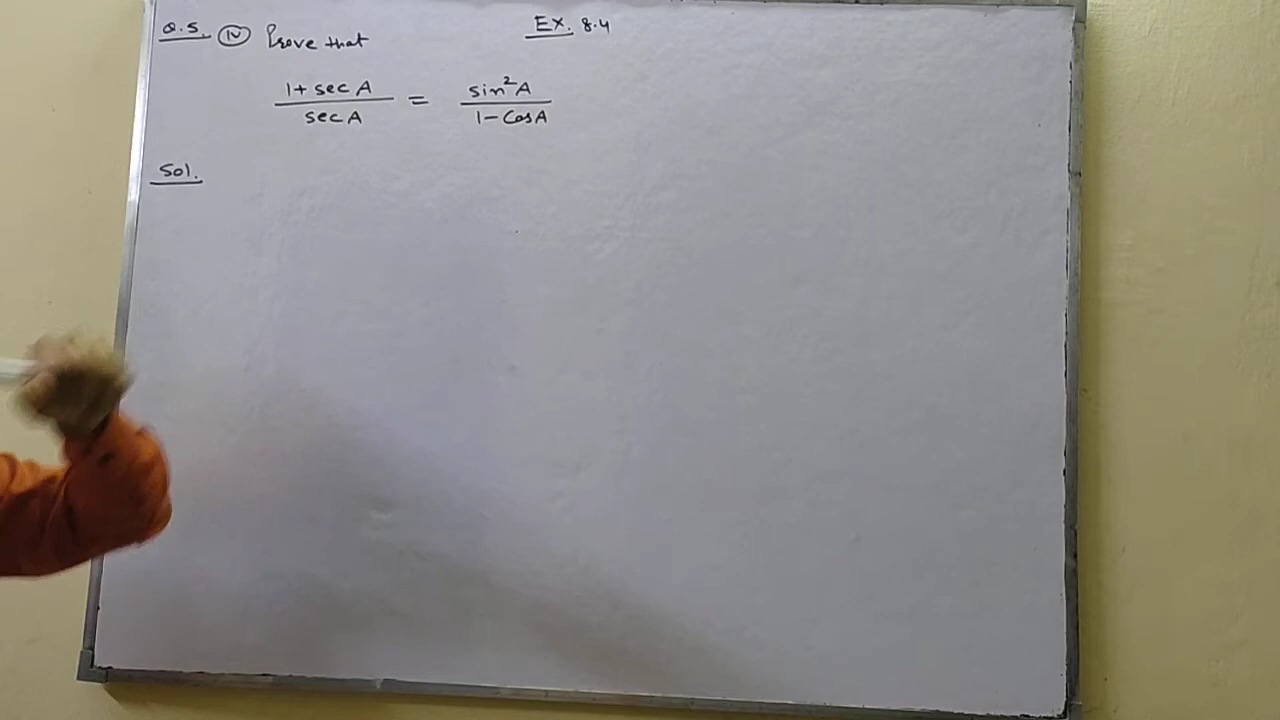 Q.5. (iv) Prove that EX. 8.4
1+ sec A / sec A = sin²A / 1- Cos A
Sol.